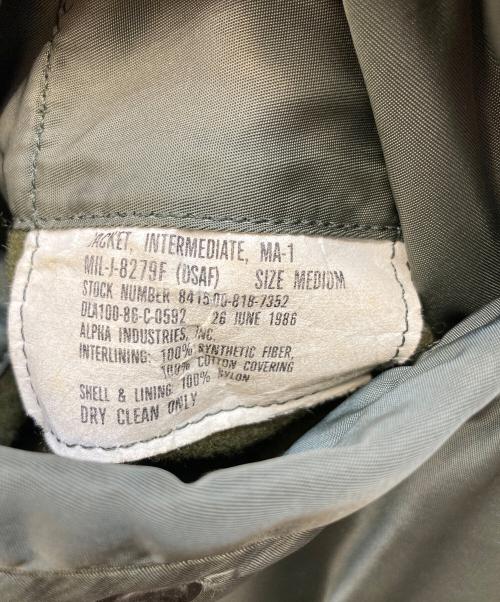 JACKET, INTERMEDIATE, MA-1
MIL-J-8279F (USAF) SIZE MEDIUM
STOCK NUMBER 8415-00-818-7352
DLA100-86-C-0592 26 JUNE 1986
ALPHA INDUSTRIES, INC.
INTERLINING: 100% SYNTHETIC FIBER,
100% COTTON COVERING
SHELL & LINING 100% NYLON
DRY CLEAN ONLY